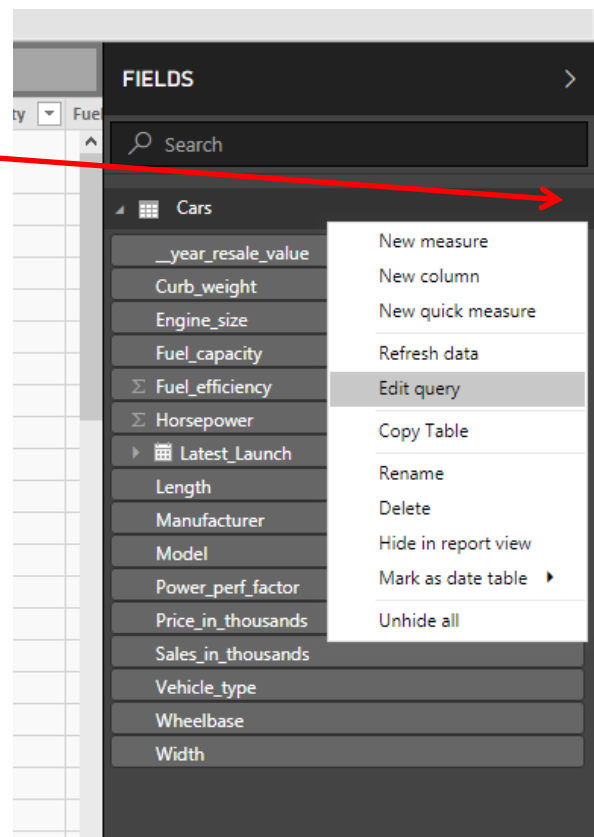 FIELDS
ty Fuel
Search
Cars
__year_resale_value
Curb_weight
Engine_size
Fuel_capacity
Σ Fuel_efficiency
Σ Horsepower
Latest_Launch
Length
Manufacturer
Model
Power_perf_factor
Price_in_thousands
Sales_in_thousands
Vehicle_type
Wheelbase
Width
New measure
New column
New quick measure
Refresh data
Edit query
Copy Table
Rename
Delete
Hide in report view
Mark as date table
Unhide all